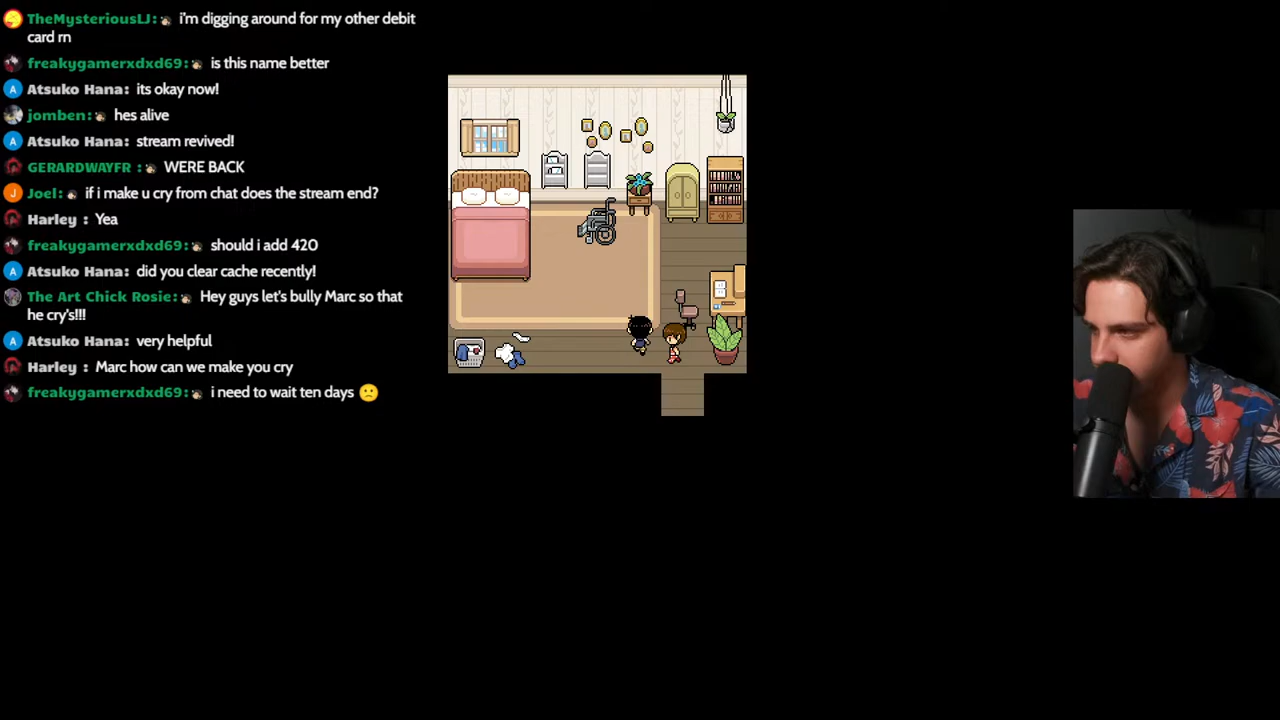 TheMysteriousLJ: i'm digging around for my other debit
card rn
freakygamerxdxd69: is this name better
A Atsuko Hana: its okay now!
jomben: hes alive
A Atsuko Hana: stream revived!
GERARDWAYFR : WERE BACK
J Joel: if i make u cry from chat does the stream end?
Harley : Yea
freakygamerxdxd69: should i add 420
A Atsuko Hana: did you clear cache recently!
The Art Chick Rosie: Hey guys let's bully Marc so that
he cry's!!!
A Atsuko Hana: very helpful
Harley : Marc how can we make you cry
freakygamerxdxd69: i need to wait ten days 🙁